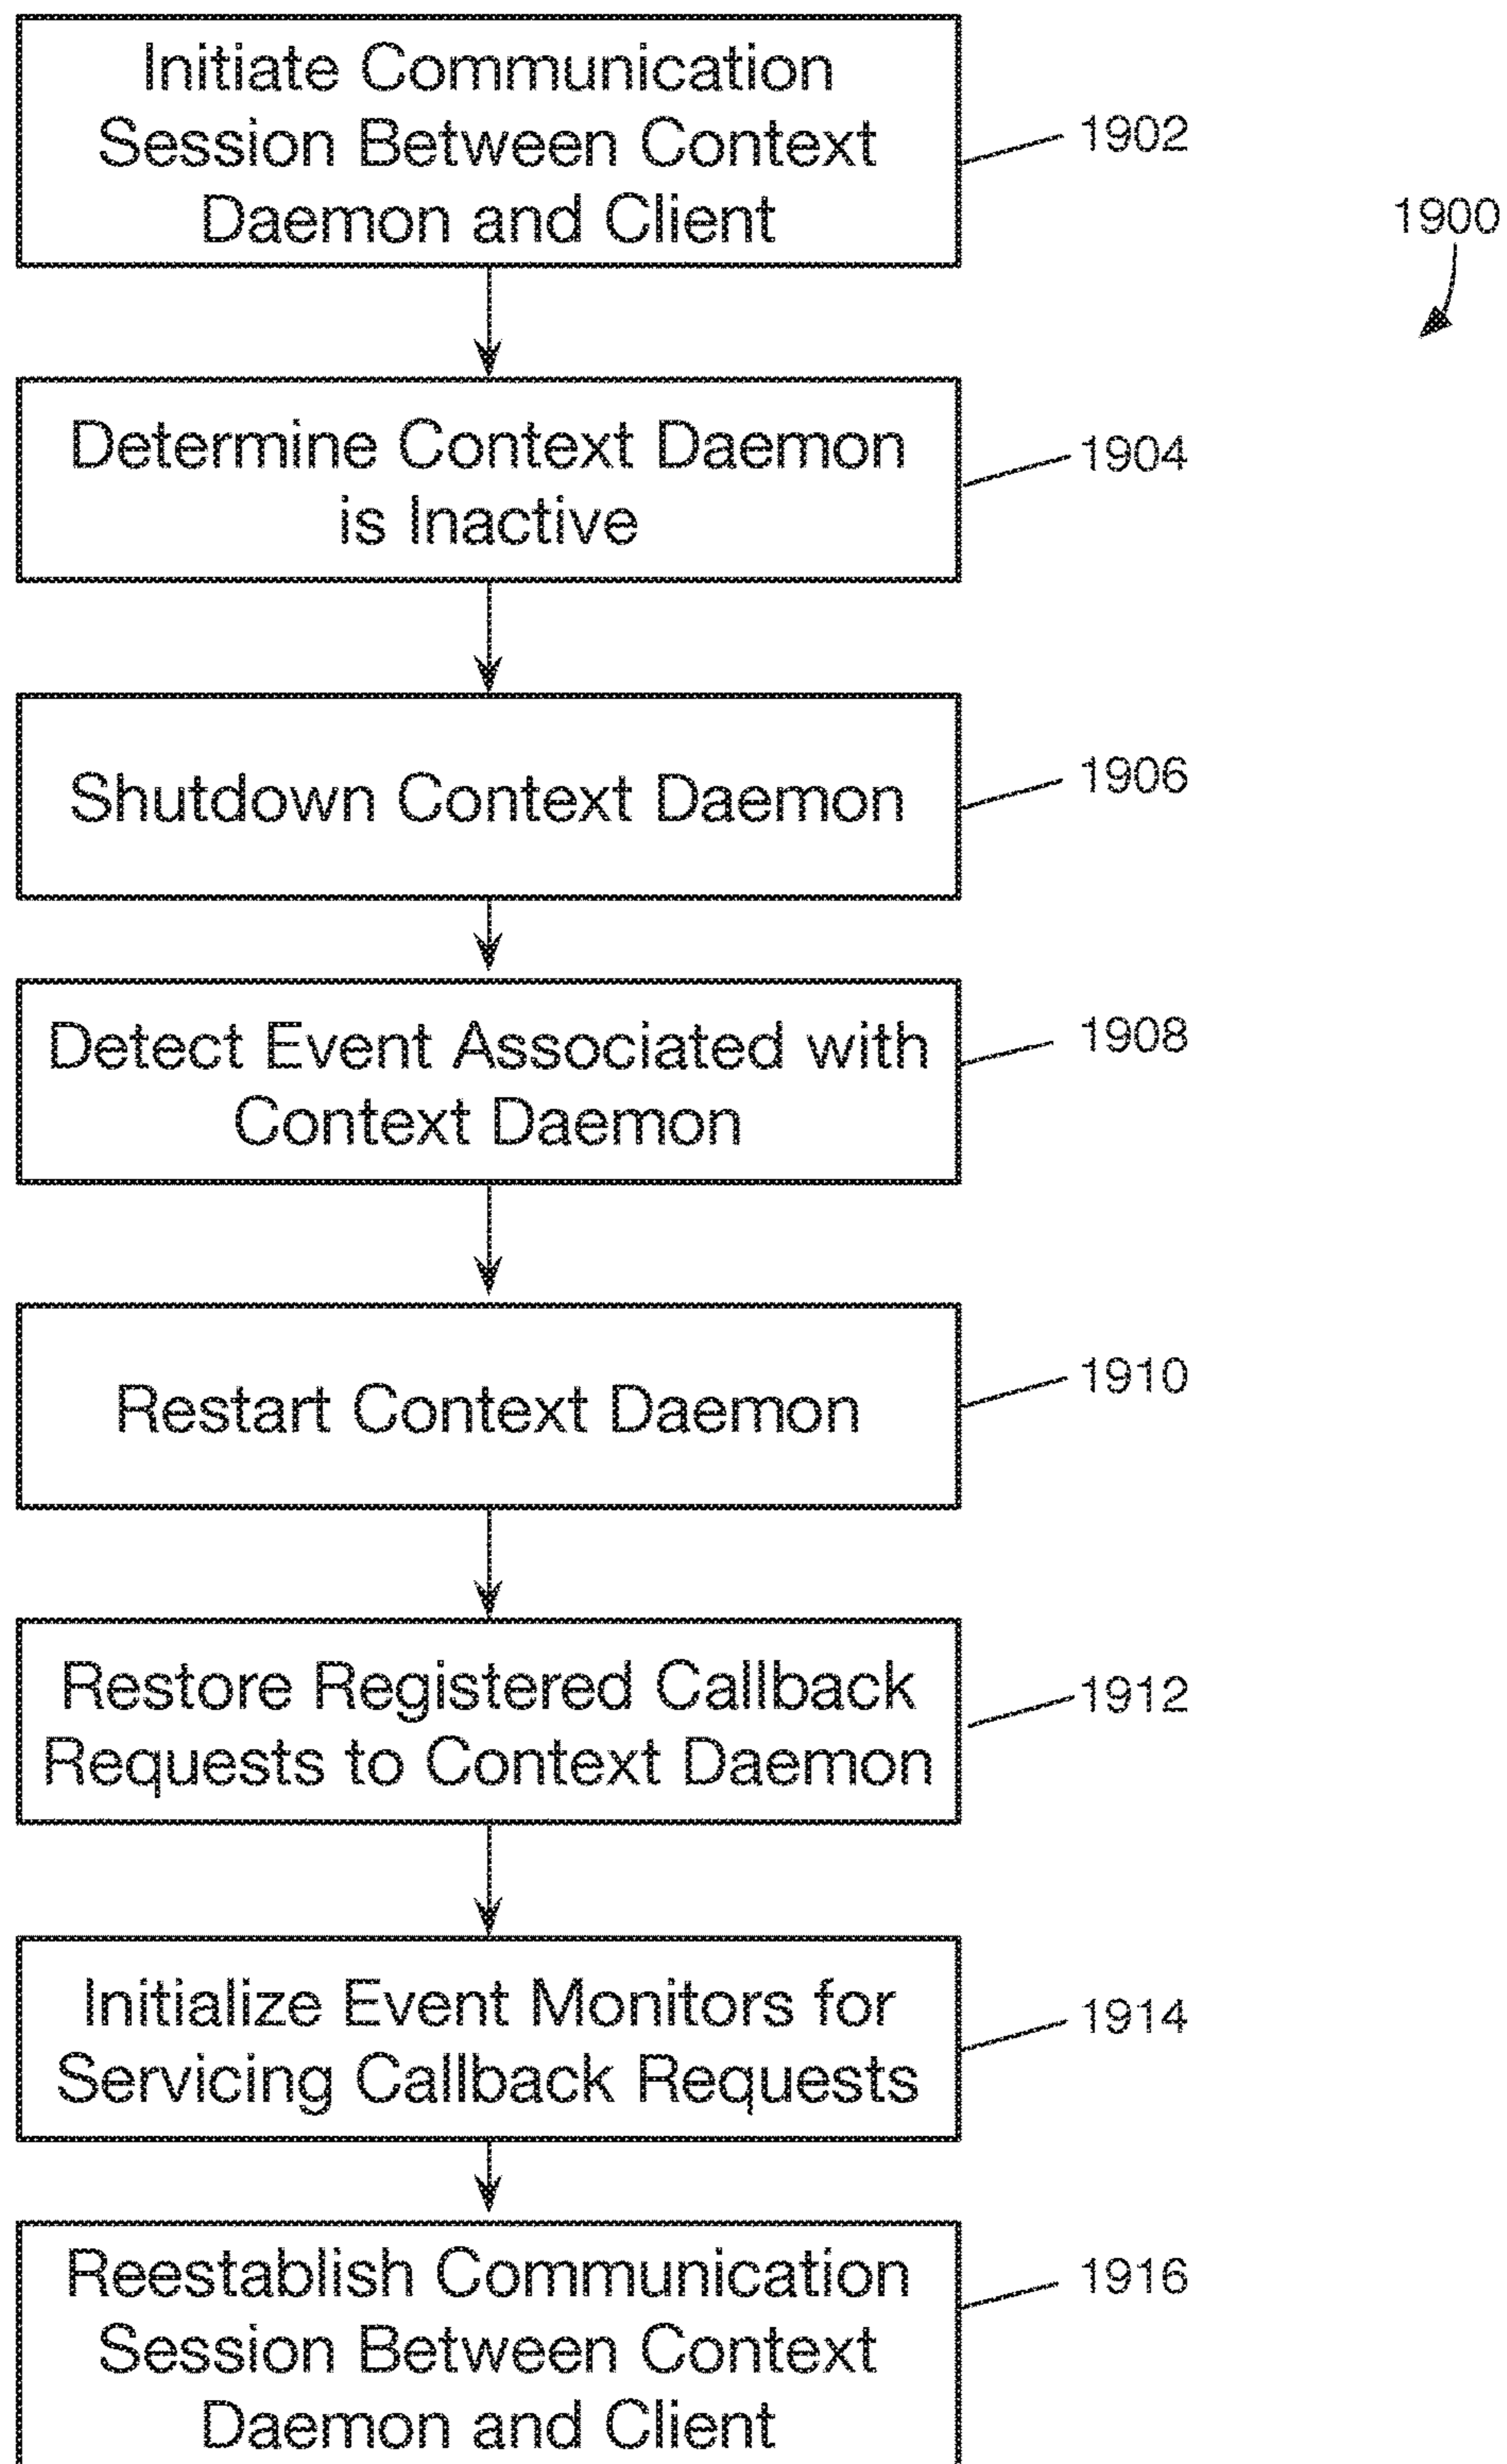 Initiate Communication
Session Between Context
Daemon and Client
1902
1900
Determine Context Daemon
is Inactive
1904
Shutdown Context Daemon
1906
Detect Event Associated with
Context Daemon
1908
Restart Context Daemon
1910
Restore Registered Callback
Requests to Context Daemon
1912
Initialize Event Monitors for
Servicing Callback Requests
1914
Reestablish Communication
Session Between Context
Daemon and Client
1916